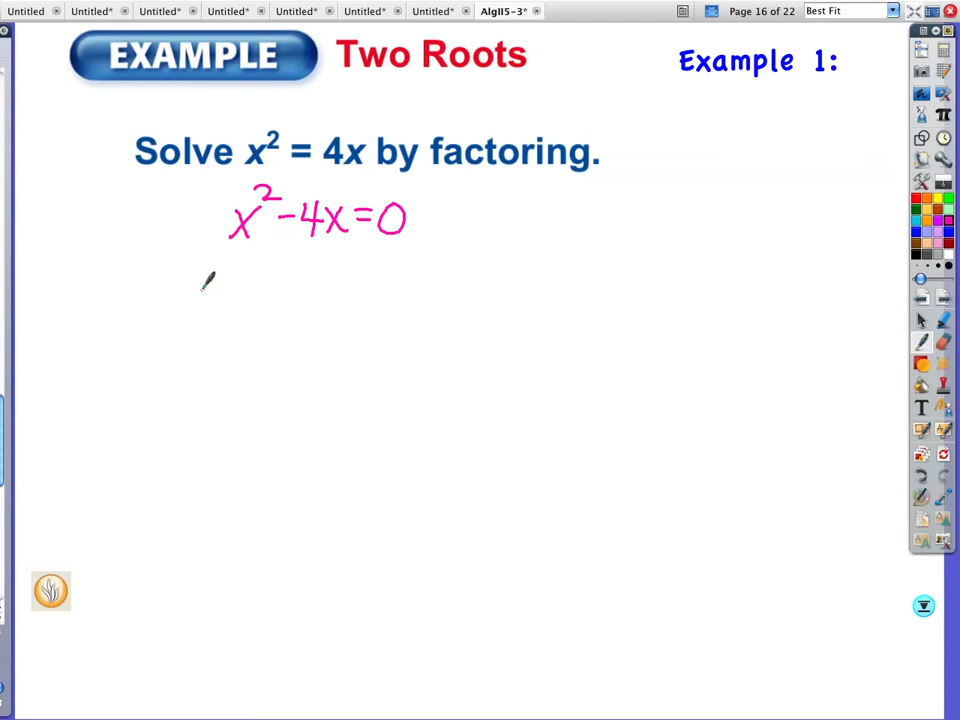 Untitled Untitled* Untitled* Untitled* Untitled* Untitled* Untitled* AlgII5-3* Page 16 of 22 Best Fit
EXAMPLE Two Roots Example 1:
Solve x² = 4x by factoring.
x² - 4x = 0